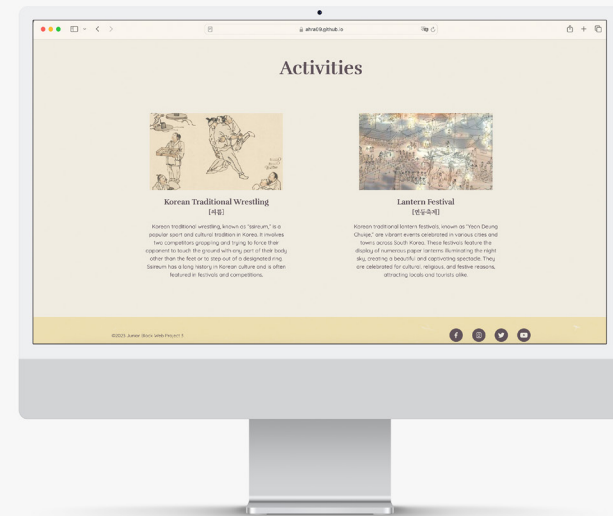 Activities
Korean Traditional Wrestling
[씨름]
Korean traditional wrestling, known as "ssireum," is a
popular sport and cultural tradition in Korea. It involves
two competitors grappling and trying to force their
opponent to touch the ground with any part of their body
other than the feet or to step out of a designated ring.
Ssireum has a long history in Korean culture and is often
featured in festivals and competitions.
Lantern Festival
[연등축제]
Korean traditional lantern festivals, known as "Yeon Deung
Chukje," are vibrant events celebrated in various cities and
towns across South Korea. These festivals feature the
display of numerous paper lanterns illuminating the night
sky, creating a beautiful and captivating spectacle. They
are celebrated for cultural, religious, and festive reasons,
attracting locals and tourists alike.
©2023 Web Project